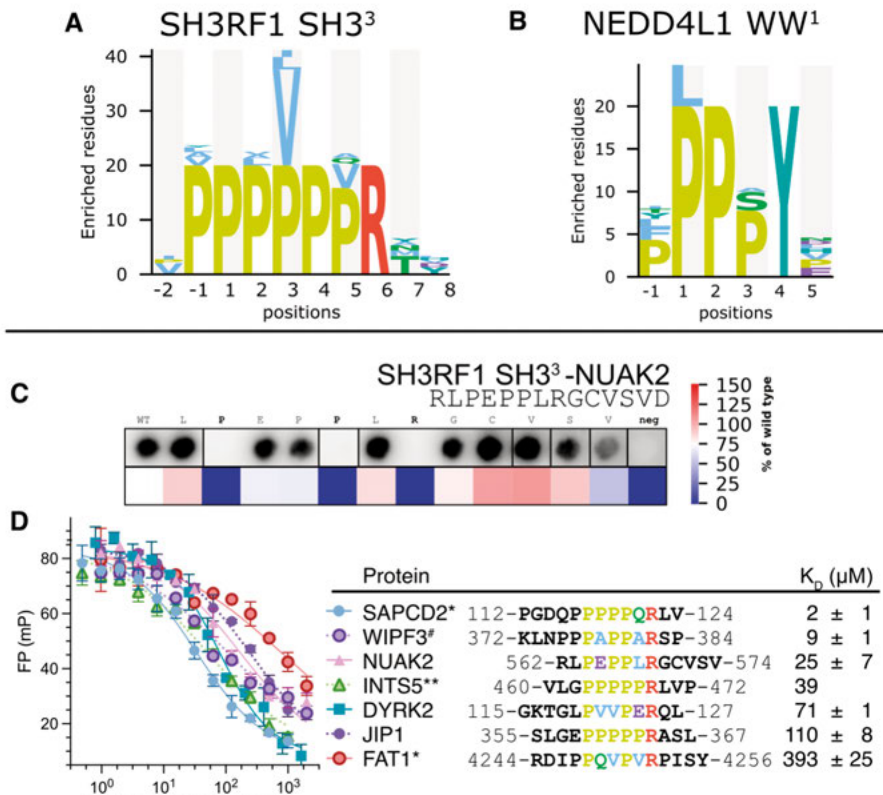 A SH3RF1 SH3³
B NEDD4L1 WW¹
Enriched residues
40
30
20
10
0
-2 -1 1 2 3 4 5 6 7 8
positions
Enriched residues
20
15
10
5
0
-1 1 2 3 4 5
positions
P P P P P P R T
V V
L
P P P P Y
S
C
SH3RF1 SH3³-NUAK2
RLPEPPLRGCVSVD
WT L P E P P L R G C V S V neg
150
125
100
75
50
25
0
% of wild type
D
FP (mP)
80
60
40
20
10⁰ 10¹ 10² 10³
Protein K_D (μM)
SAPCD2* 112-PGDQPPPPPQRLV-124 2 ± 1
WIPF3# 372-KLNPPPAPPARSP-384 9 ± 1
NUAK2 562-RLPEPPLRGCVSV-574 25 ± 7
INTS5** 460-VLGPPPPPRLVP-472 39
DYRK2 115-GKTGLPVVPERQL-127 71 ± 1
JIP1 355-SLGEPPPPPRASL-367 110 ± 8
FAT1* 4244-RDIPPQVPVRPISY-4256 393 ± 25